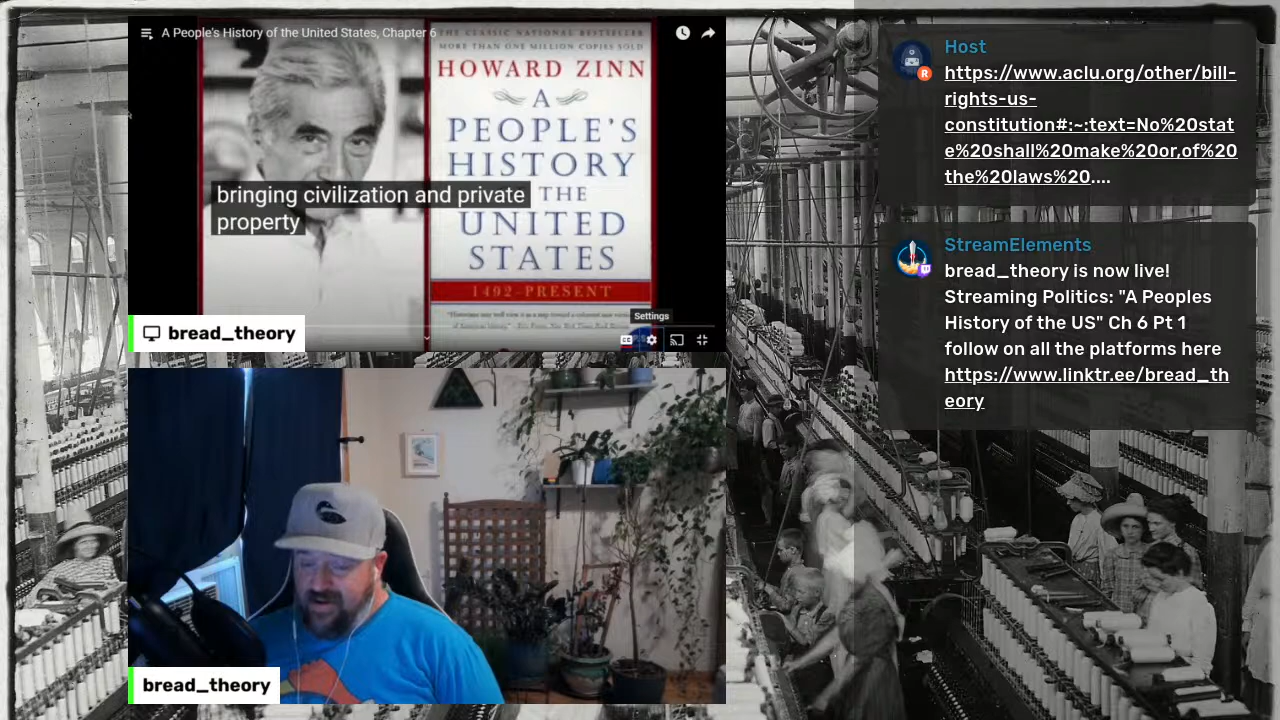 A People's History of the United States, Chapter 6
THE CLASSIC NATIONAL BESTSELLER
MORE THAN ONE MILLION COPIES SOLD
HOWARD ZINN
A
PEOPLE'S
HISTORY
THE
UNITED
STATES
1492–PRESENT
bringing civilization and private
property
Settings
CC
bread_theory
bread_theory
Host
R
https://www.aclu.org/other/bill-
rights-us-
constitution#:~:text=No%20stat
e%20shall%20make%20or,of%20
the%20laws%20....
StreamElements
bread_theory is now live!
Streaming Politics: "A Peoples
History of the US" Ch 6 Pt 1
follow on all the platforms here
https://www.linktr.ee/bread_th
eory